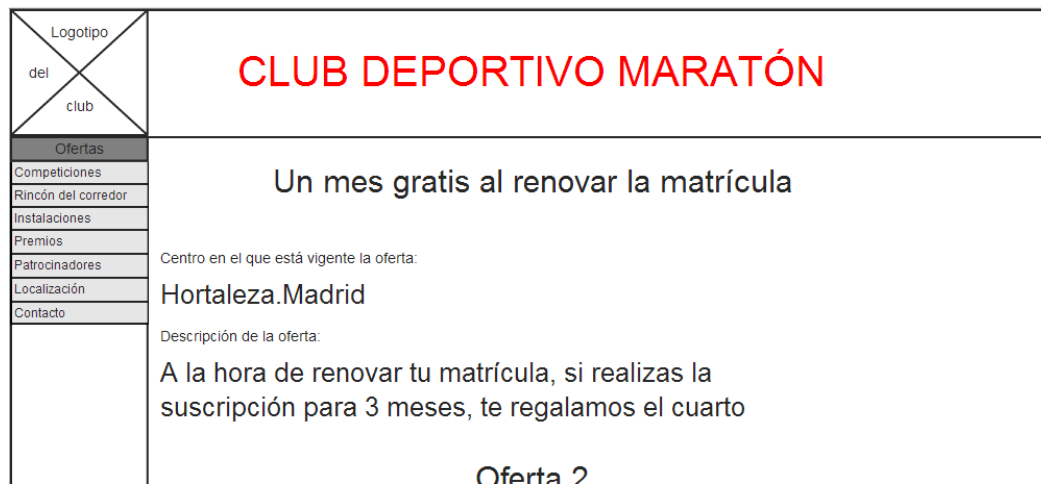 Logotipo
del
club
CLUB DEPORTIVO MARATÓN
Ofertas
Competiciones
Rincón del corredor
Instalaciones
Premios
Patrocinadores
Localización
Contacto
Un mes gratis al renovar la matrícula
Centro en el que está vigente la oferta:
Hortaleza.Madrid
Descripción de la oferta:
A la hora de renovar tu matrícula, si realizas la
suscripción para 3 meses, te regalamos el cuarto
Oferta 2